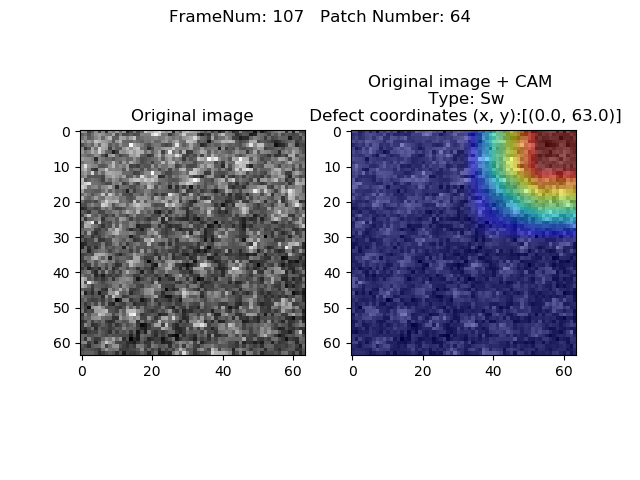 FrameNum: 107   Patch Number: 64
Original image
0
10
20
30
40
50
60
0 20 40 60
Original image + CAM
Type: Sw
Defect coordinates (x, y):[(0.0, 63.0)]
0
10
20
30
40
50
60
0 20 40 60